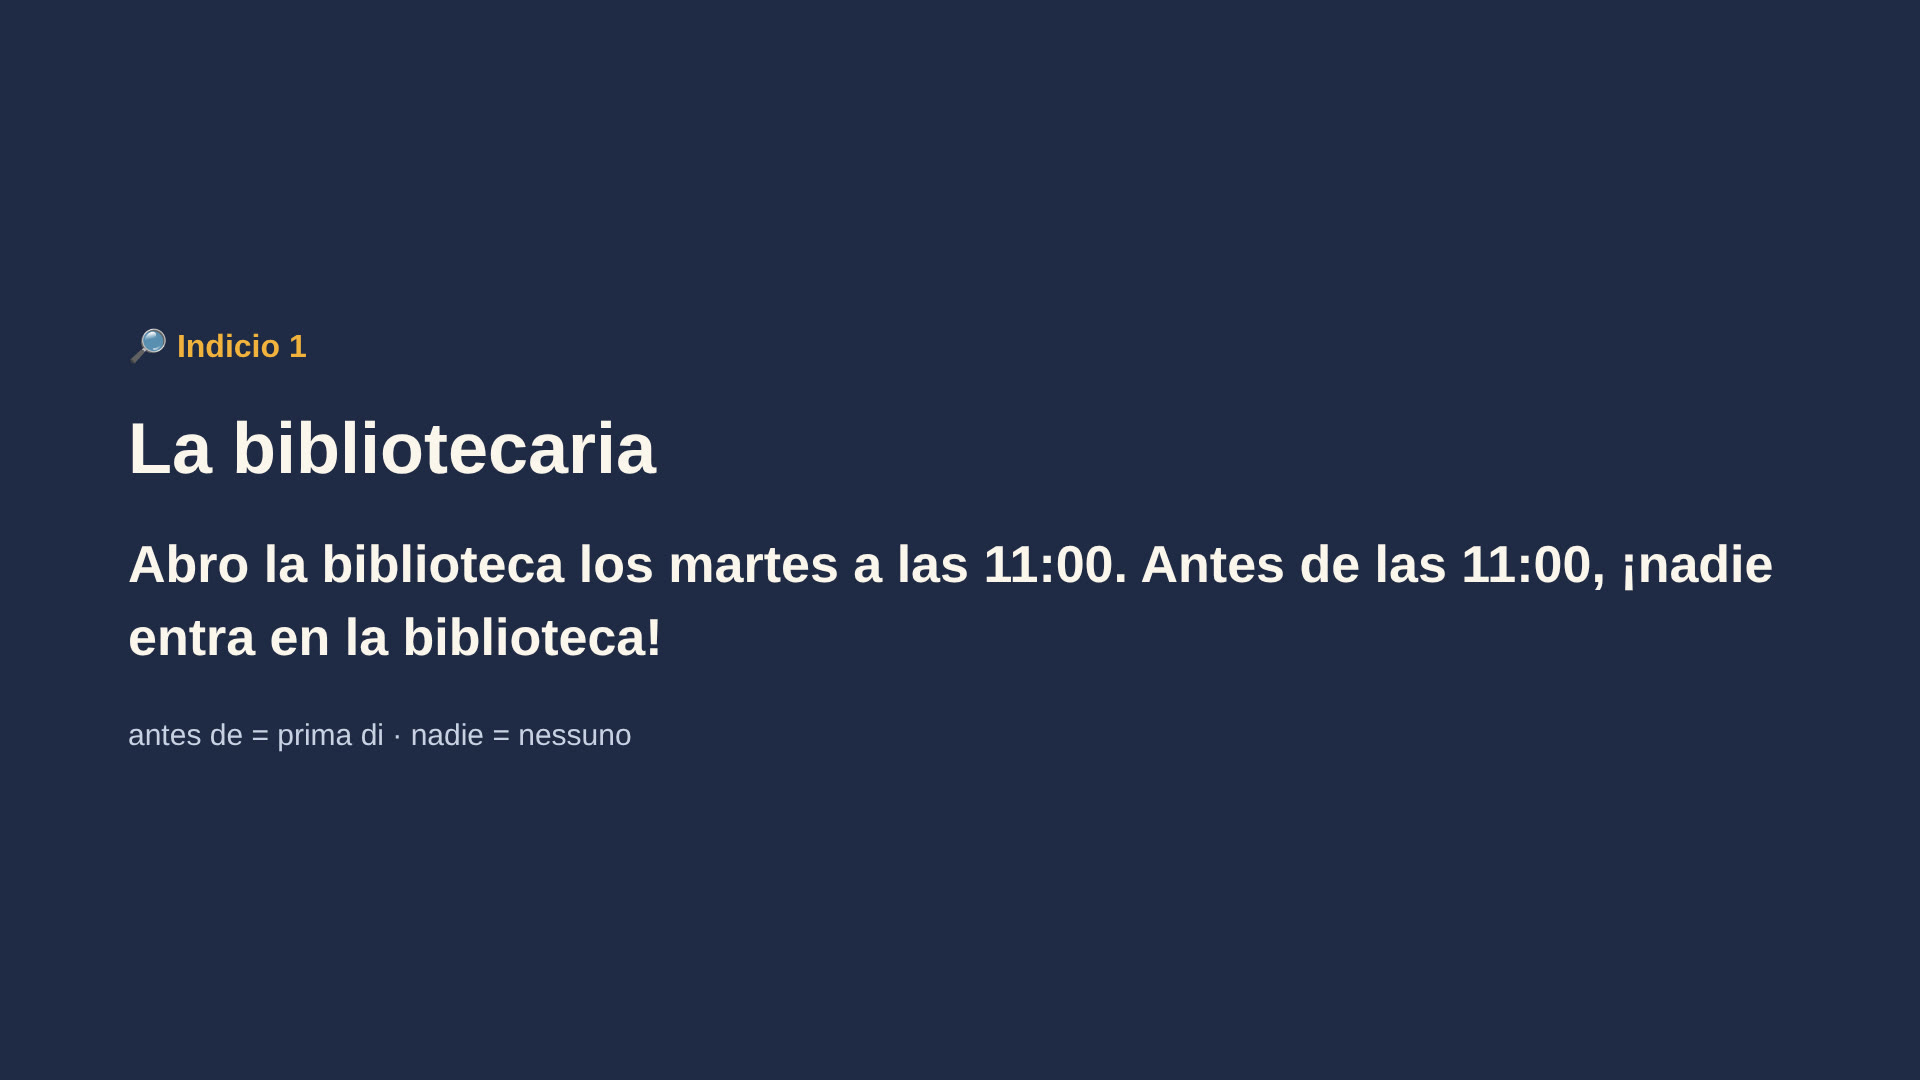 🔎 Indicio 1
La bibliotecaria
Abro la biblioteca los martes a las 11:00. Antes de las 11:00, ¡nadie
entra en la biblioteca!
antes de = prima di · nadie = nessuno